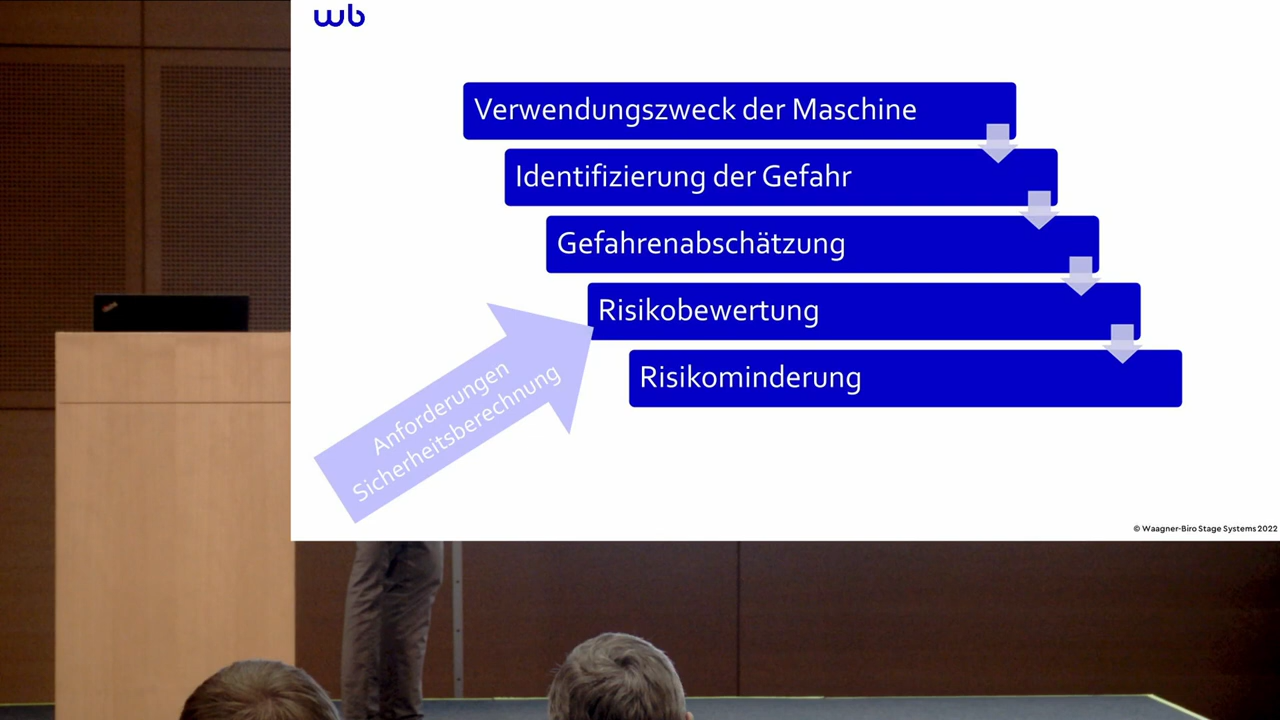 wb
Verwendungszweck der Maschine
Identifizierung der Gefahr
Gefahrenabschätzung
Risikobewertung
Risikominderung
Anforderungen
Sicherheitsberechnung
© Waagner-Biro Stage Systems 2022